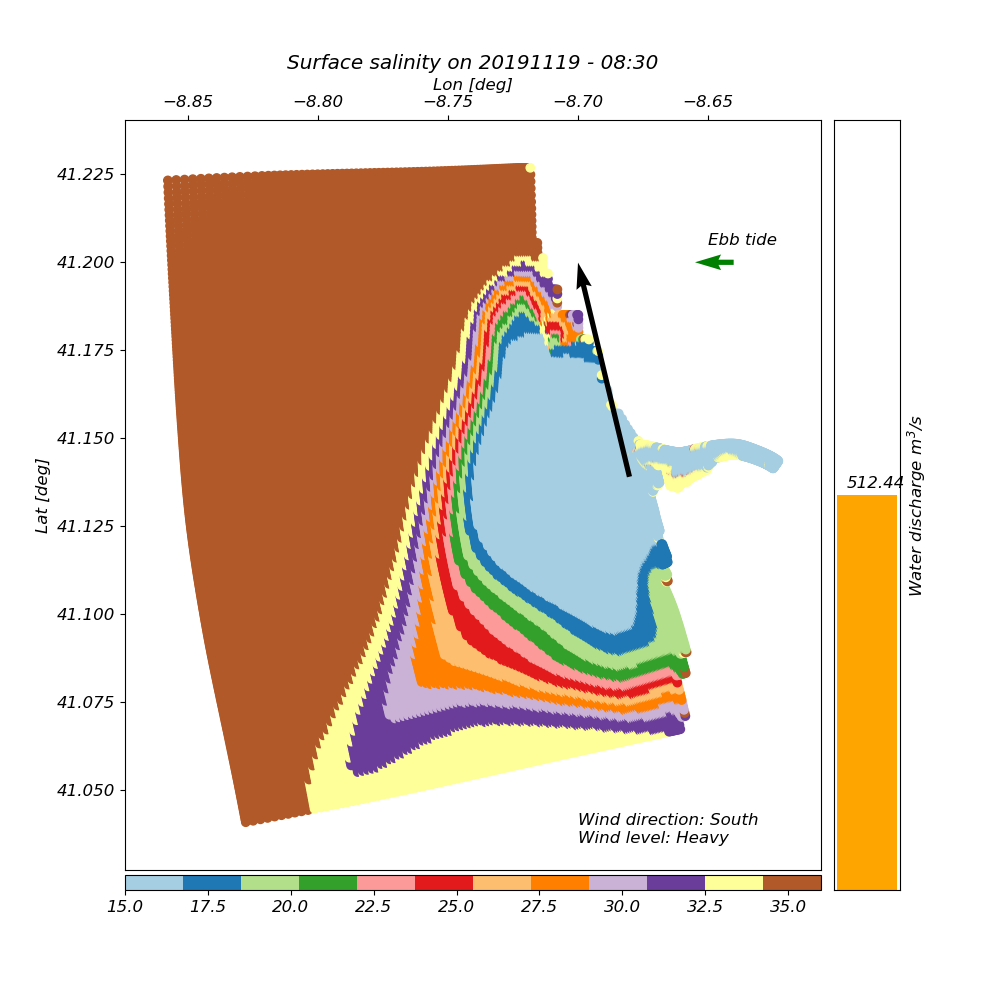 Surface salinity on 20191119 - 08:30
Lon [deg]
−8.85 −8.80 −8.75 −8.70 −8.65
41.225
41.200
41.175
41.150
41.125
41.100
41.075
41.050
Lat [deg]
Ebb tide
Wind direction: South
Wind level: Heavy
15.0 17.5 20.0 22.5 25.0 27.5 30.0 32.5 35.0
512.44
Water discharge m³/s